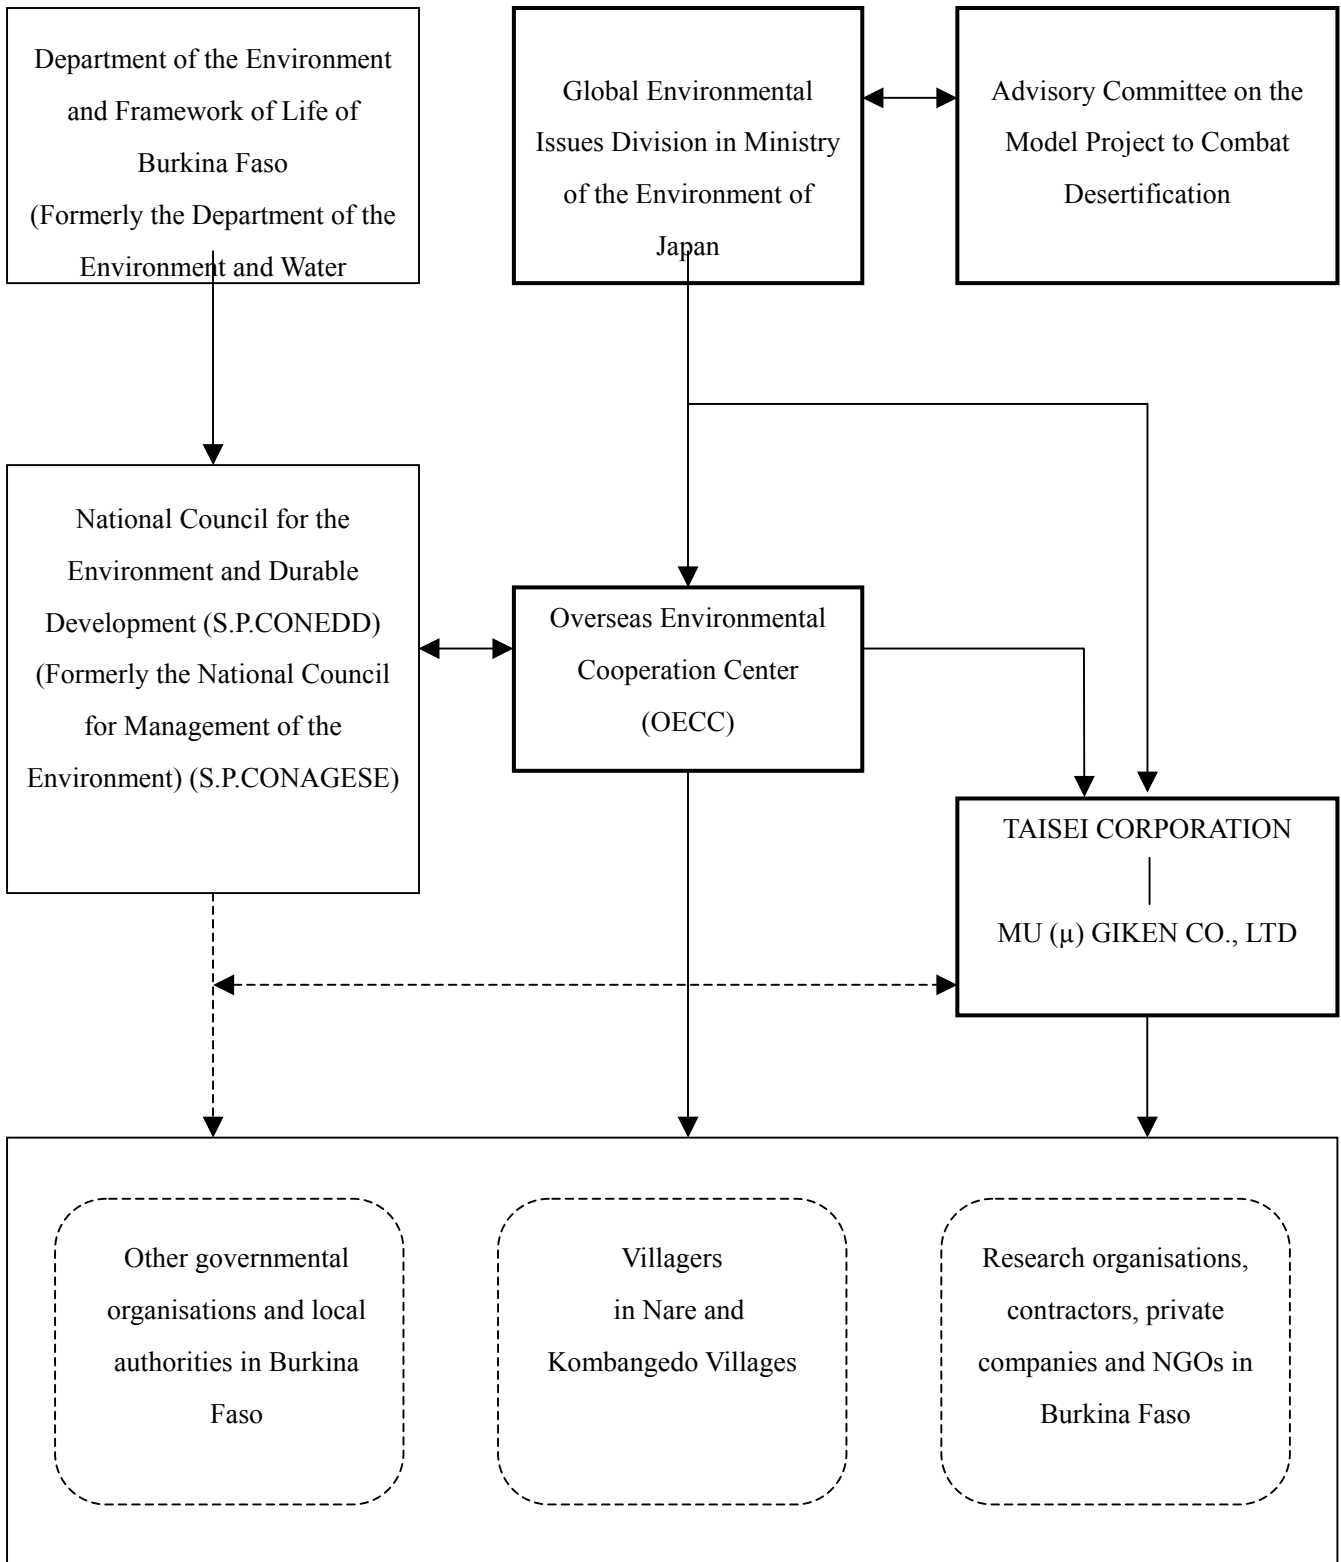 Department of the Environment
and Framework of Life of
Burkina Faso
(Formerly the Department of the
Environment and Water
Global Environmental
Issues Division in Ministry
of the Environment of
Japan
Advisory Committee on the
Model Project to Combat
Desertification
National Council for the
Environment and Durable
Development (S.P.CONEDD)
(Formerly the National Council
for Management of the
Environment) (S.P.CONAGESE)
Overseas Environmental
Cooperation Center
(OECC)
TAISEI CORPORATION
MU (μ) GIKEN CO., LTD
Other governmental
organisations and local
authorities in Burkina
Faso
Villagers
in Nare and
Kombangedo Villages
Research organisations,
contractors, private
companies and NGOs in
Burkina Faso